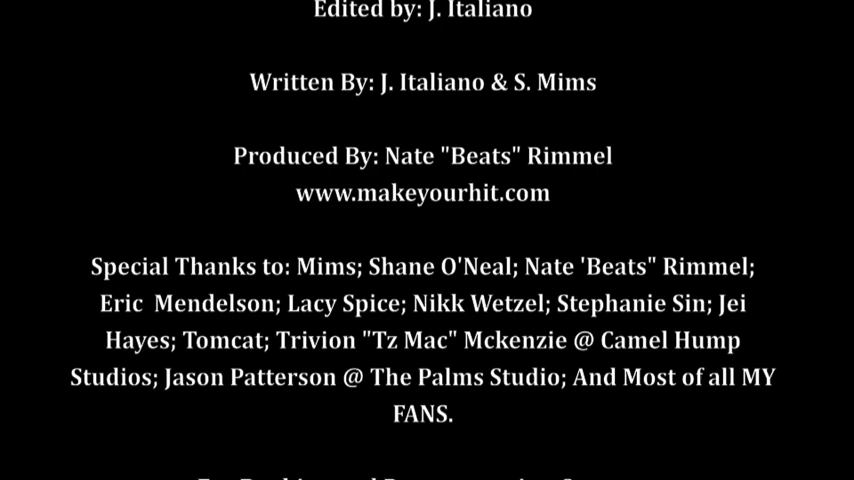 Edited by: J. Italiano
Written By: J. Italiano & S. Mims
Produced By: Nate "Beats" Rimmel
www.makeyourhit.com
Special Thanks to: Mims; Shane O'Neal; Nate 'Beats" Rimmel;
Eric  Mendelson; Lacy Spice; Nikk Wetzel; Stephanie Sin; Jei
Hayes; Tomcat; Trivion "Tz Mac" Mckenzie @ Camel Hump
Studios; Jason Patterson @ The Palms Studio; And Most of all MY
FANS.